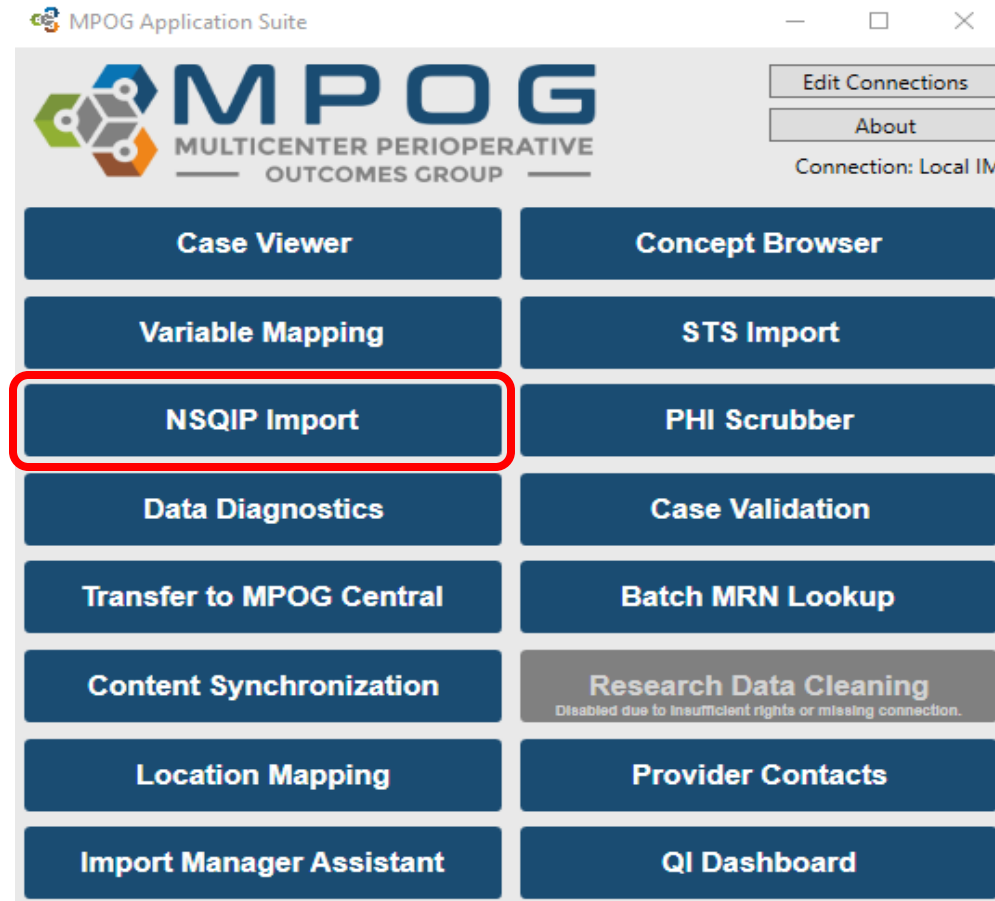 MPOG Application Suite
MPOG
MULTICENTER PERIOPERATIVE
OUTCOMES GROUP
Edit Connections
About
Connection: Local IM
Case Viewer
Concept Browser
Variable Mapping
STS Import
NSQIP Import
PHI Scrubber
Data Diagnostics
Case Validation
Transfer to MPOG Central
Batch MRN Lookup
Content Synchronization
Research Data Cleaning
Disabled due to insufficient rights or missing connection.
Location Mapping
Provider Contacts
Import Manager Assistant
QI Dashboard